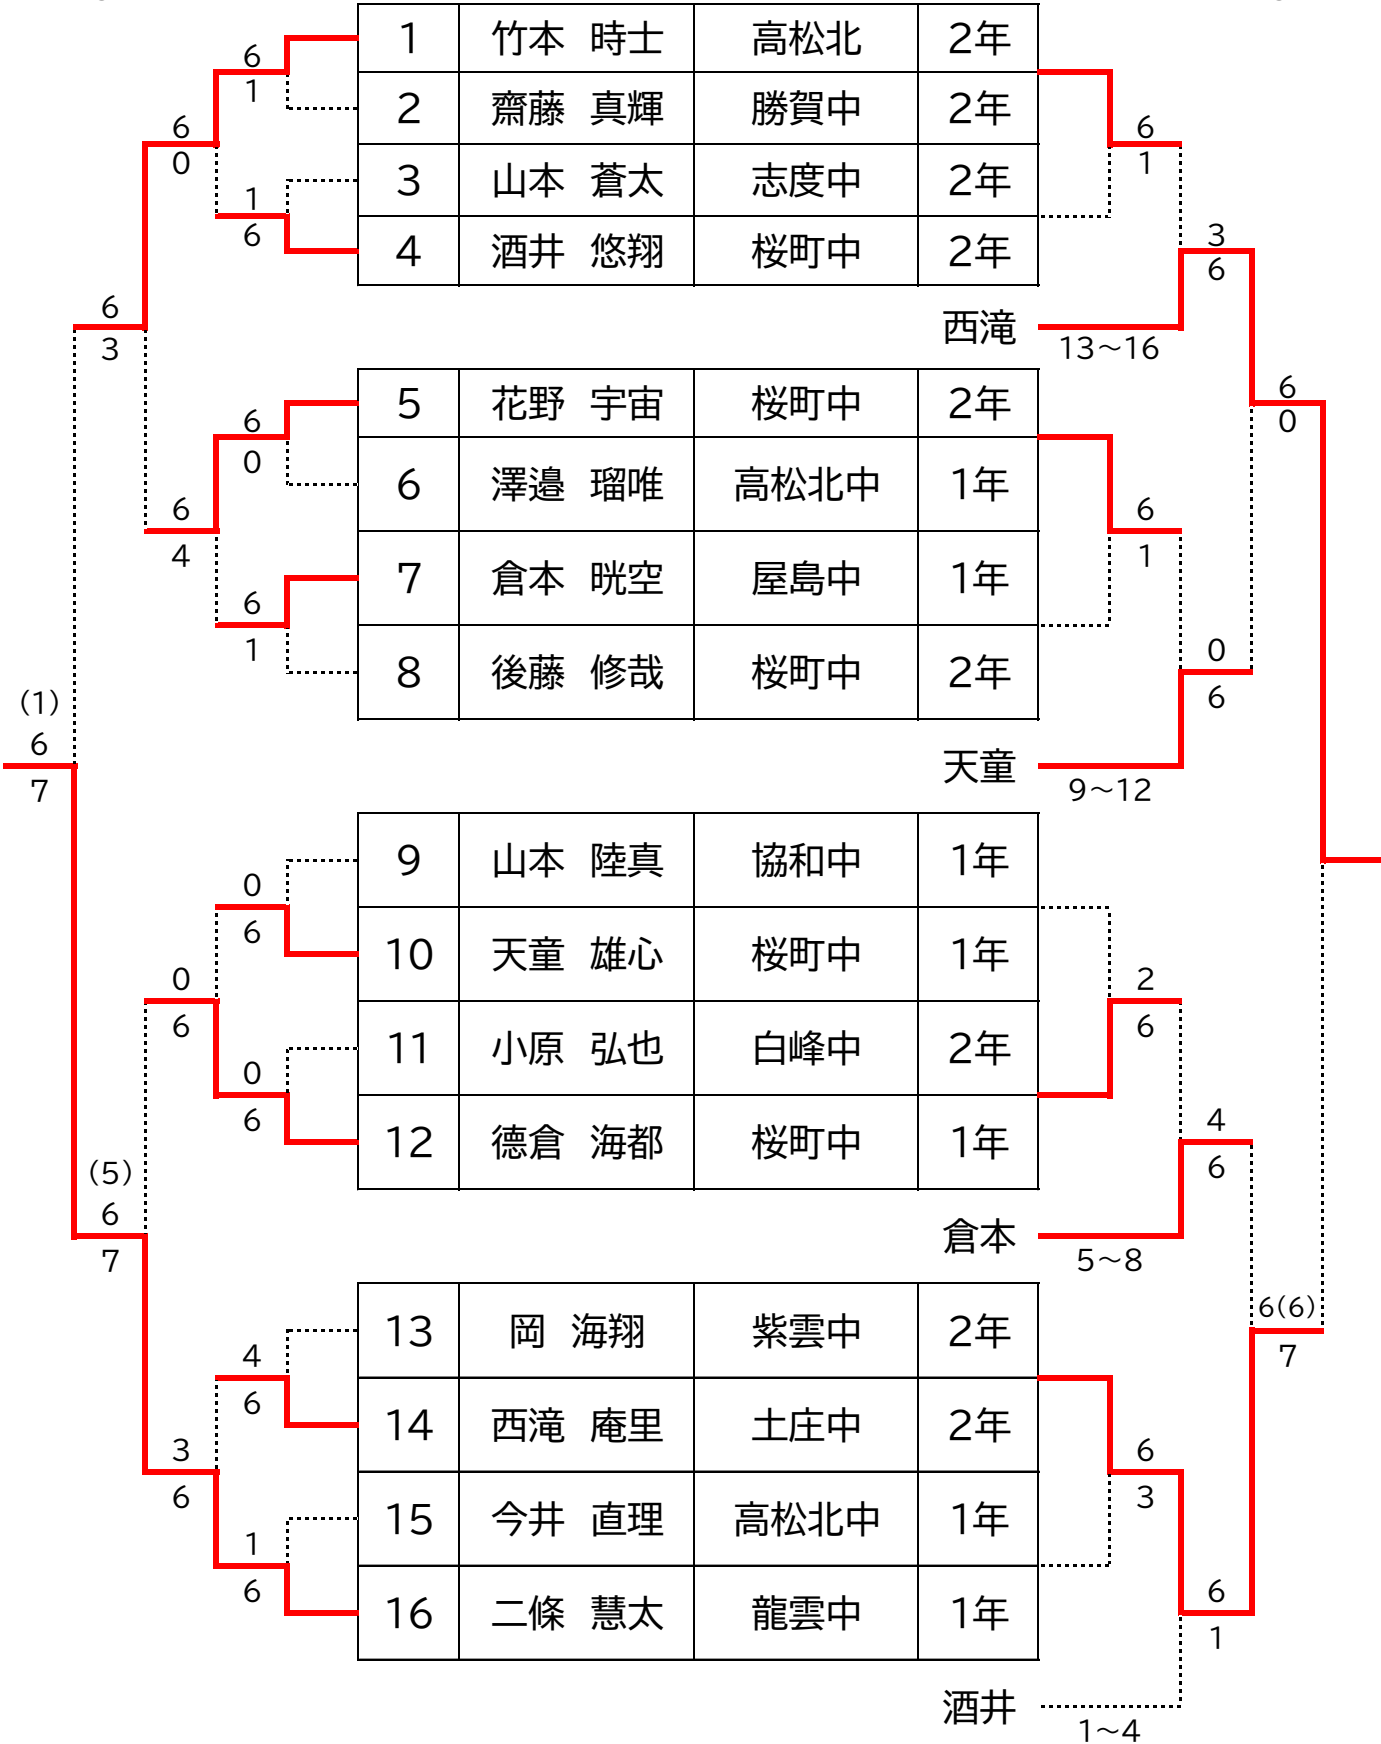 1 竹本 時士 高松北 2年
6
1
2 齋藤 真輝 勝賀中 2年
6
0
6
1
3 山本 蒼太 志度中 2年
1
6
4 酒井 悠翔 桜町中 2年
3
6
6
3
西滝
13～16
5 花野 宇宙 桜町中 2年
6
0
6
0
6 澤邉 瑠唯 高松北中 1年
6
4
6
1
7 倉本 晄空 屋島中 1年
6
1
8 後藤 修哉 桜町中 2年
0
6
(1)
6
7
天童
9～12
9 山本 陸真 協和中 1年
0
6
10 天童 雄心 桜町中 1年
0
6
2
6
11 小原 弘也 白峰中 2年
0
6
12 德倉 海都 桜町中 1年
4
6
(5)
6
7
倉本
5～8
13 岡 海翔 紫雲中 2年
6(6)
7
4
6
14 西滝 庵里 土庄中 2年
3
6
6
3
15 今井 直理 高松北中 1年
1
6
16 二條 慧太 龍雲中 1年
6
1
酒井
1～4